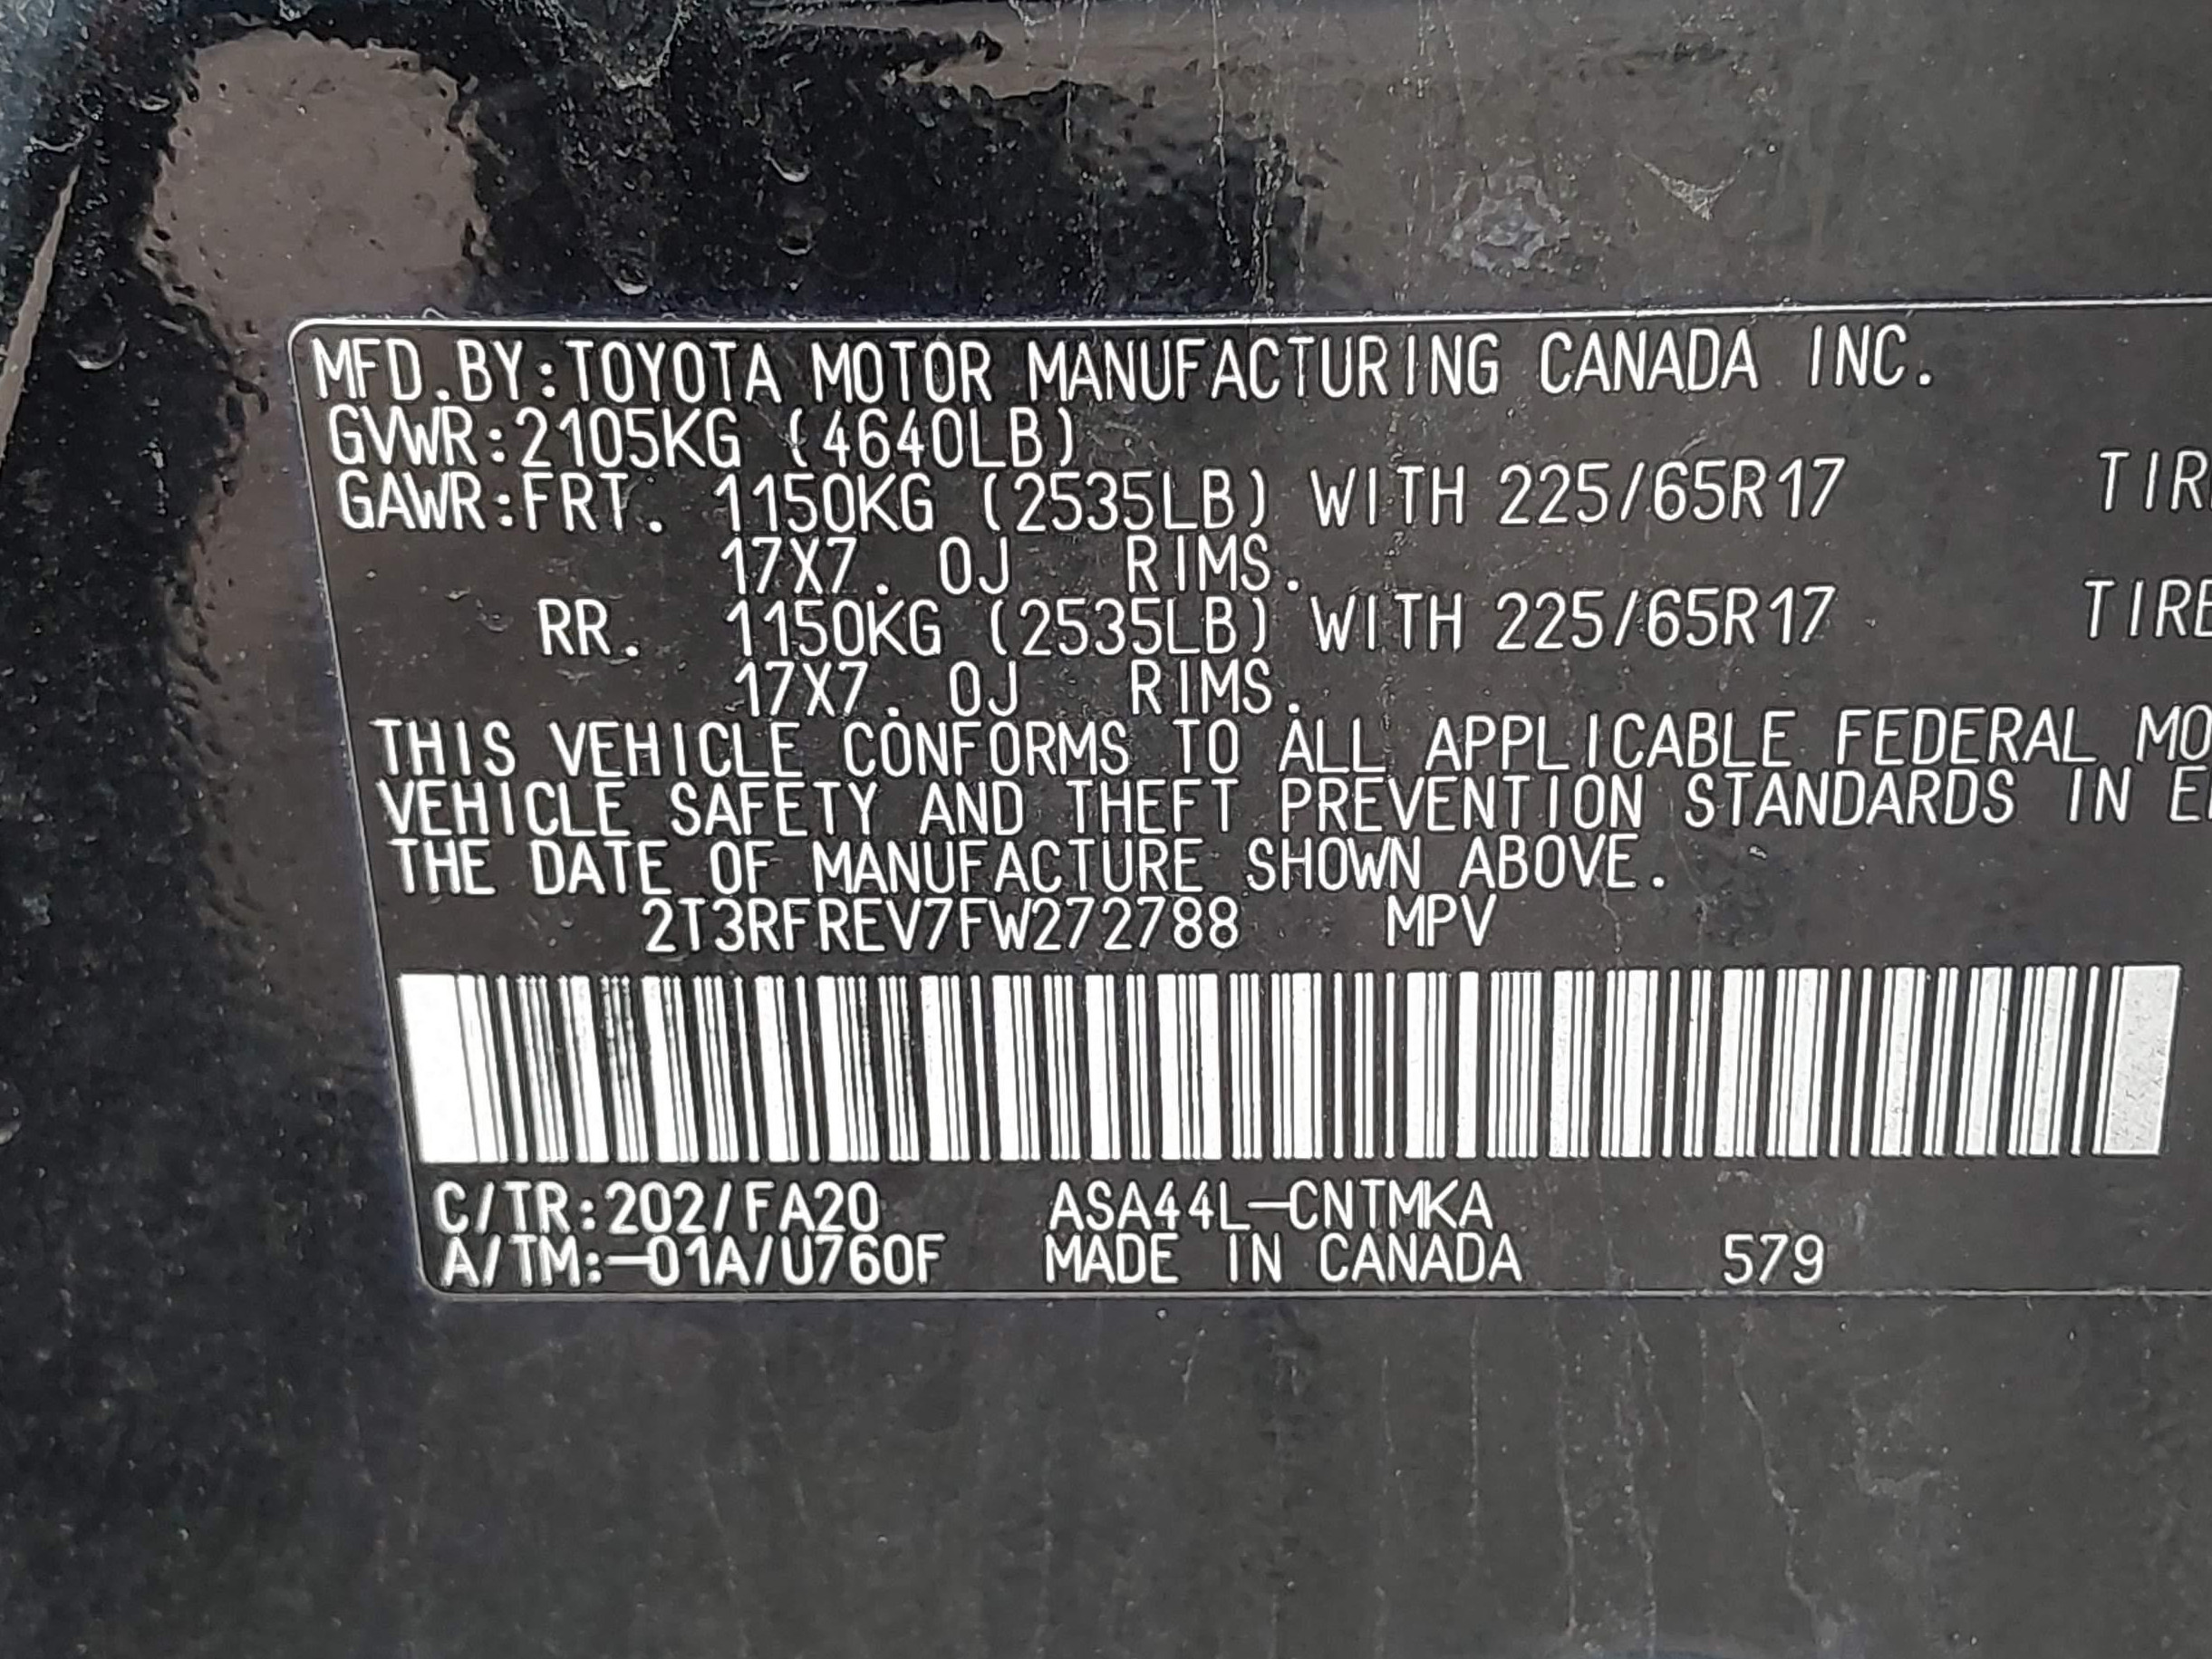 MFD.BY:TOYOTA MOTOR MANUFACTURING CANADA INC.
GVWR:2105KG (4640LB)
GAWR:FRT. 1150KG (2535LB) WITH 225/65R17 TIR
17X7.0J RIMS.
RR. 1150KG (2535LB) WITH 225/65R17 TIRE
17X7.0J RIMS.
THIS VEHICLE CONFORMS TO ALL APPLICABLE FEDERAL MO
VEHICLE SAFETY AND THEFT PREVENTION STANDARDS IN E
THE DATE OF MANUFACTURE SHOWN ABOVE.
2T3RFREV7FW272788 MPV
C/TR:202/FA20 ASA44L-CNTMKA
A/TM:-01A/U760F MADE IN CANADA 579